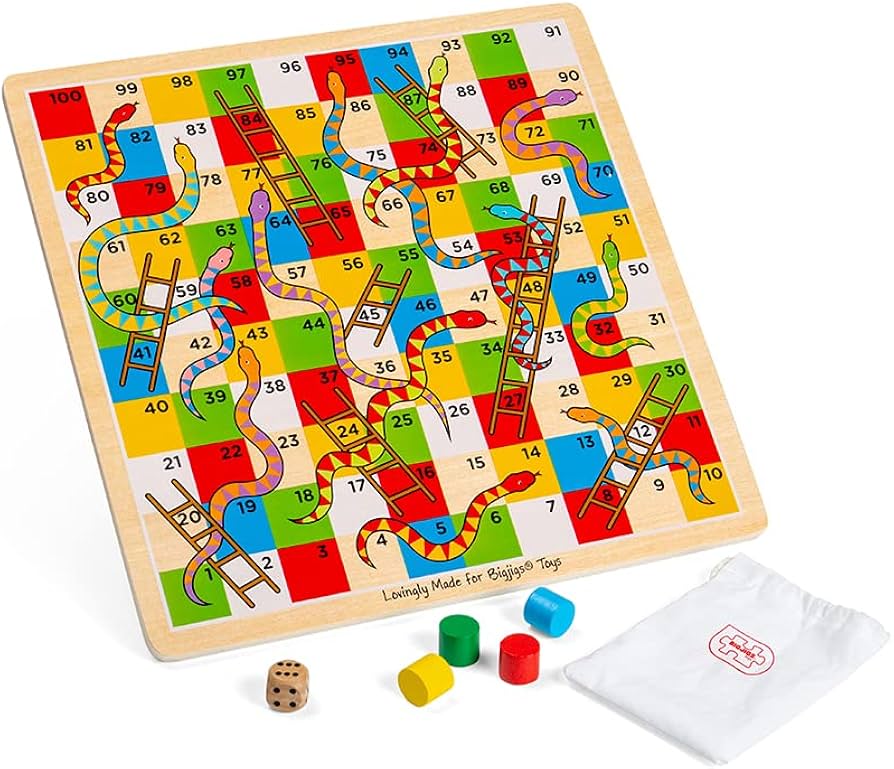 100 99 98 97 96 95 94 93 92 91
81 82 83 84 85 86 87 88 89 90
80 79 77 76 75 74 73 72 71
61 62 63 64 65 66 67 68 69 70
60 59 58 57 56 55 53 52 51
41 42 43 44 45 46 47 48 49 50
40 38 37 36 35 34 33 32 31
21 22 23 24 25 26 27 28 29 30
20 19 18 17 16 15 14 13 12 11
1 2 3 4 5 6 7 8 9 10
Lovingly Made for Bigjigs® Toys
BIGJIGS